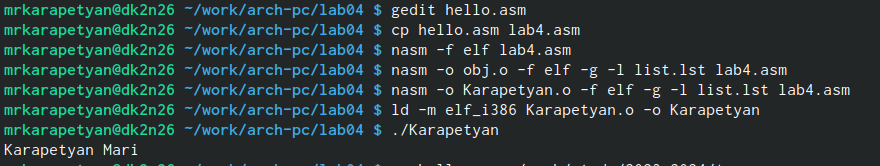 mrkarapetyan@dk2n26 ~/work/arch-pc/lab04 $ gedit hello.asm
mrkarapetyan@dk2n26 ~/work/arch-pc/lab04 $ cp hello.asm lab4.asm
mrkarapetyan@dk2n26 ~/work/arch-pc/lab04 $ nasm -f elf lab4.asm
mrkarapetyan@dk2n26 ~/work/arch-pc/lab04 $ nasm -o obj.o -f elf -g -l list.lst lab4.asm
mrkarapetyan@dk2n26 ~/work/arch-pc/lab04 $ nasm -o Karapetyan.o -f elf -g -l list.lst lab4.asm
mrkarapetyan@dk2n26 ~/work/arch-pc/lab04 $ ld -m elf_i386 Karapetyan.o -o Karapetyan
mrkarapetyan@dk2n26 ~/work/arch-pc/lab04 $ ./Karapetyan
Karapetyan Mari